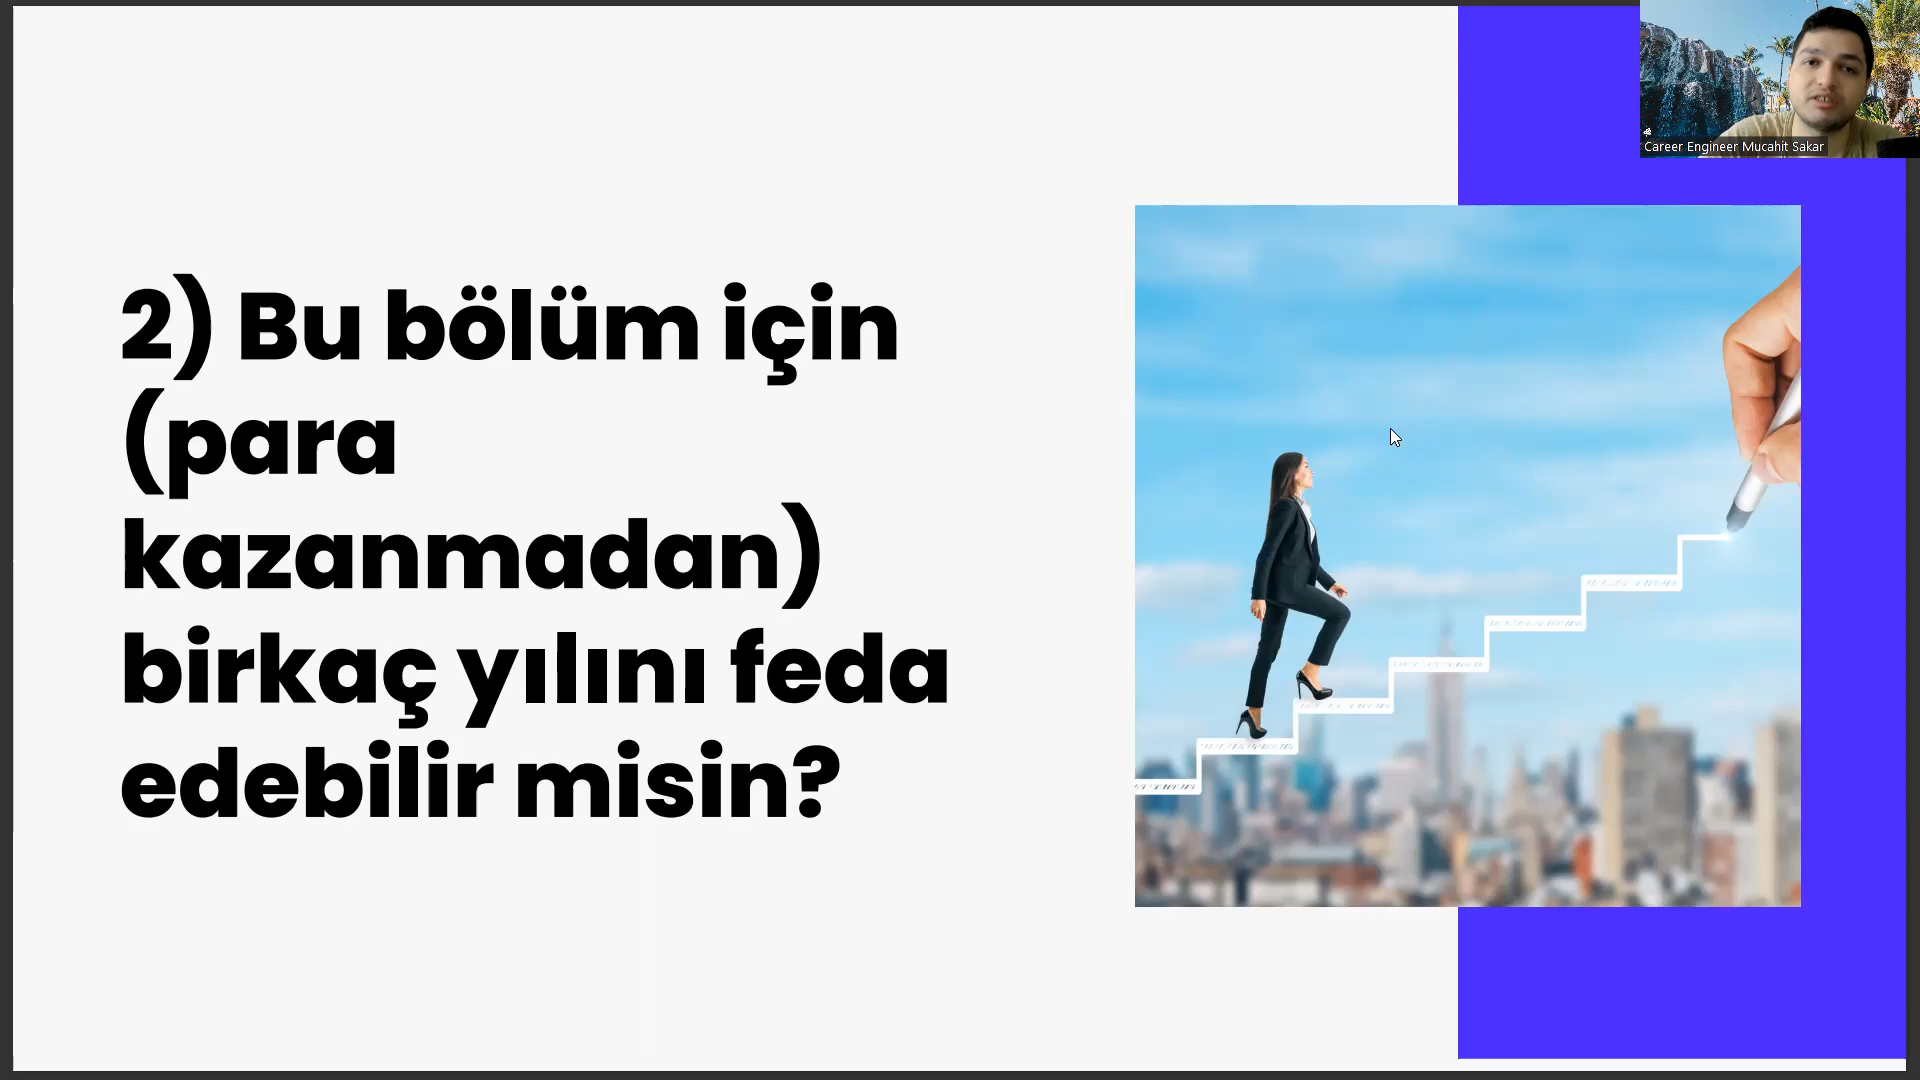 Career Engineer Mucahit Sakar
2) Bu bölüm için
(para
kazanmadan)
birkaç yılını feda
edebilir misin?